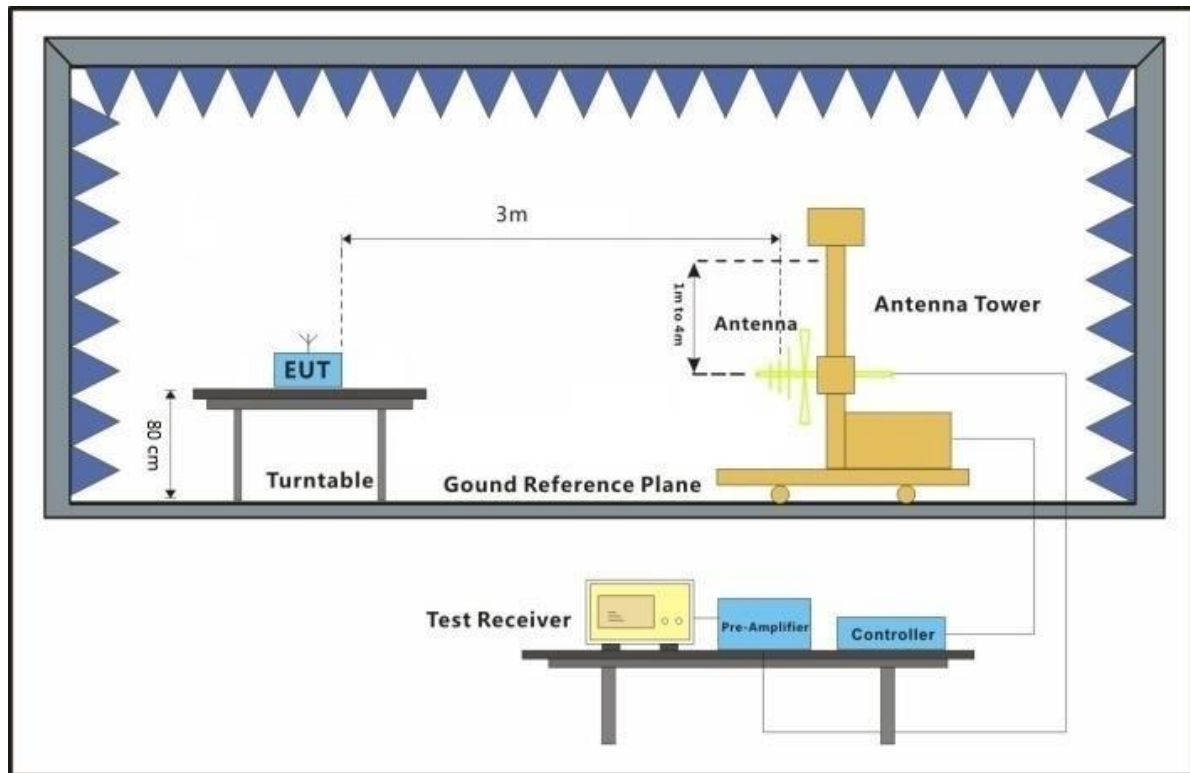 3m
1m to 4m
Antenna
Antenna Tower
EUT
80 cm
Turntable
Gound Reference Plane
Test Receiver
Pre-Amplifier
Controller